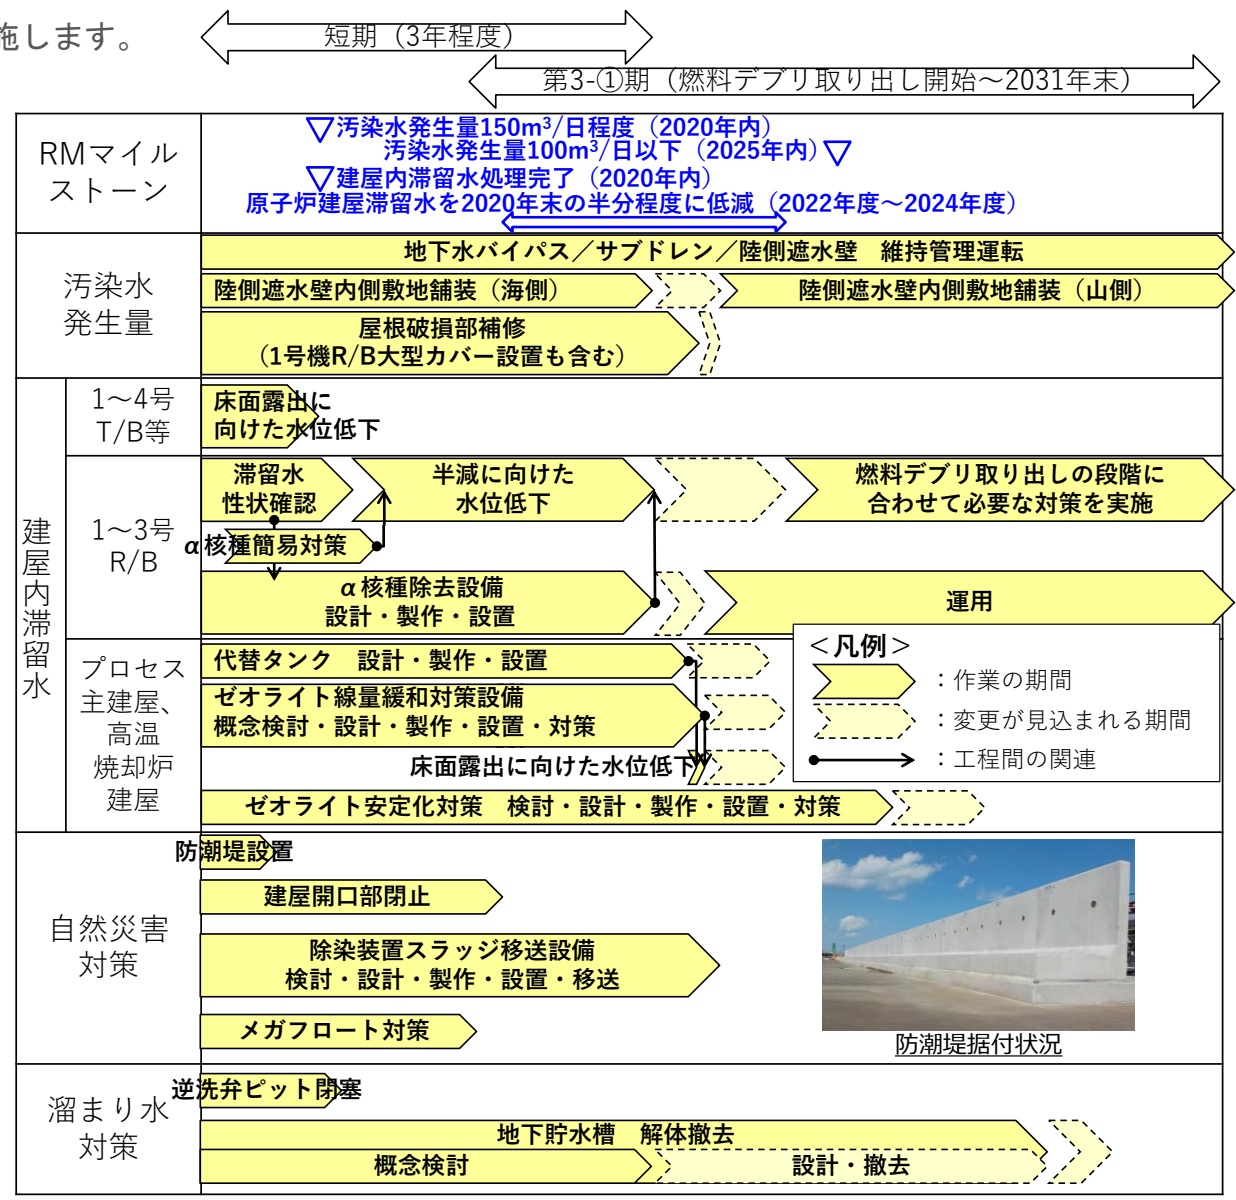 施します。
短期（3年程度）
第3-①期（燃料デブリ取り出し開始～2031年末）
RMマイル
ストーン
▽汚染水発生量150m³/日程度（2020年内）
汚染水発生量100m³/日以下（2025年内）▽
▽建屋内滞留水処理完了（2020年内）
原子炉建屋滞留水を2020年末の半分程度に低減（2022年度～2024年度）
汚染水
発生量
地下水バイパス／サブドレン／陸側遮水壁　維持管理運転
陸側遮水壁内側敷地舗装（海側）
陸側遮水壁内側敷地舗装（山側）
屋根破損部補修
（1号機R/B大型カバー設置も含む）
建屋内滞留水
1～4号
T/B等
床面露出に
向けた水位低下
1～3号
R/B
滞留水
性状確認
半減に向けた
水位低下
燃料デブリ取り出しの段階に
合わせて必要な対策を実施
α核種簡易対策
α核種除去設備
設計・製作・設置
運用
プロセス
主建屋、
高温
焼却炉
建屋
代替タンク　設計・製作・設置
ゼオライト線量緩和対策設備
概念検討・設計・製作・設置・対策
床面露出に向けた水位低下
ゼオライト安定化対策　検討・設計・製作・設置・対策
＜凡例＞
：作業の期間
：変更が見込まれる期間
：工程間の関連
自然災害
対策
防潮堤設置
建屋開口部閉止
除染装置スラッジ移送設備
検討・設計・製作・設置・移送
メガフロート対策
防潮堤据付状況
溜まり水
対策
逆洗弁ピット閉塞
地下貯水槽　解体撤去
概念検討
設計・撤去